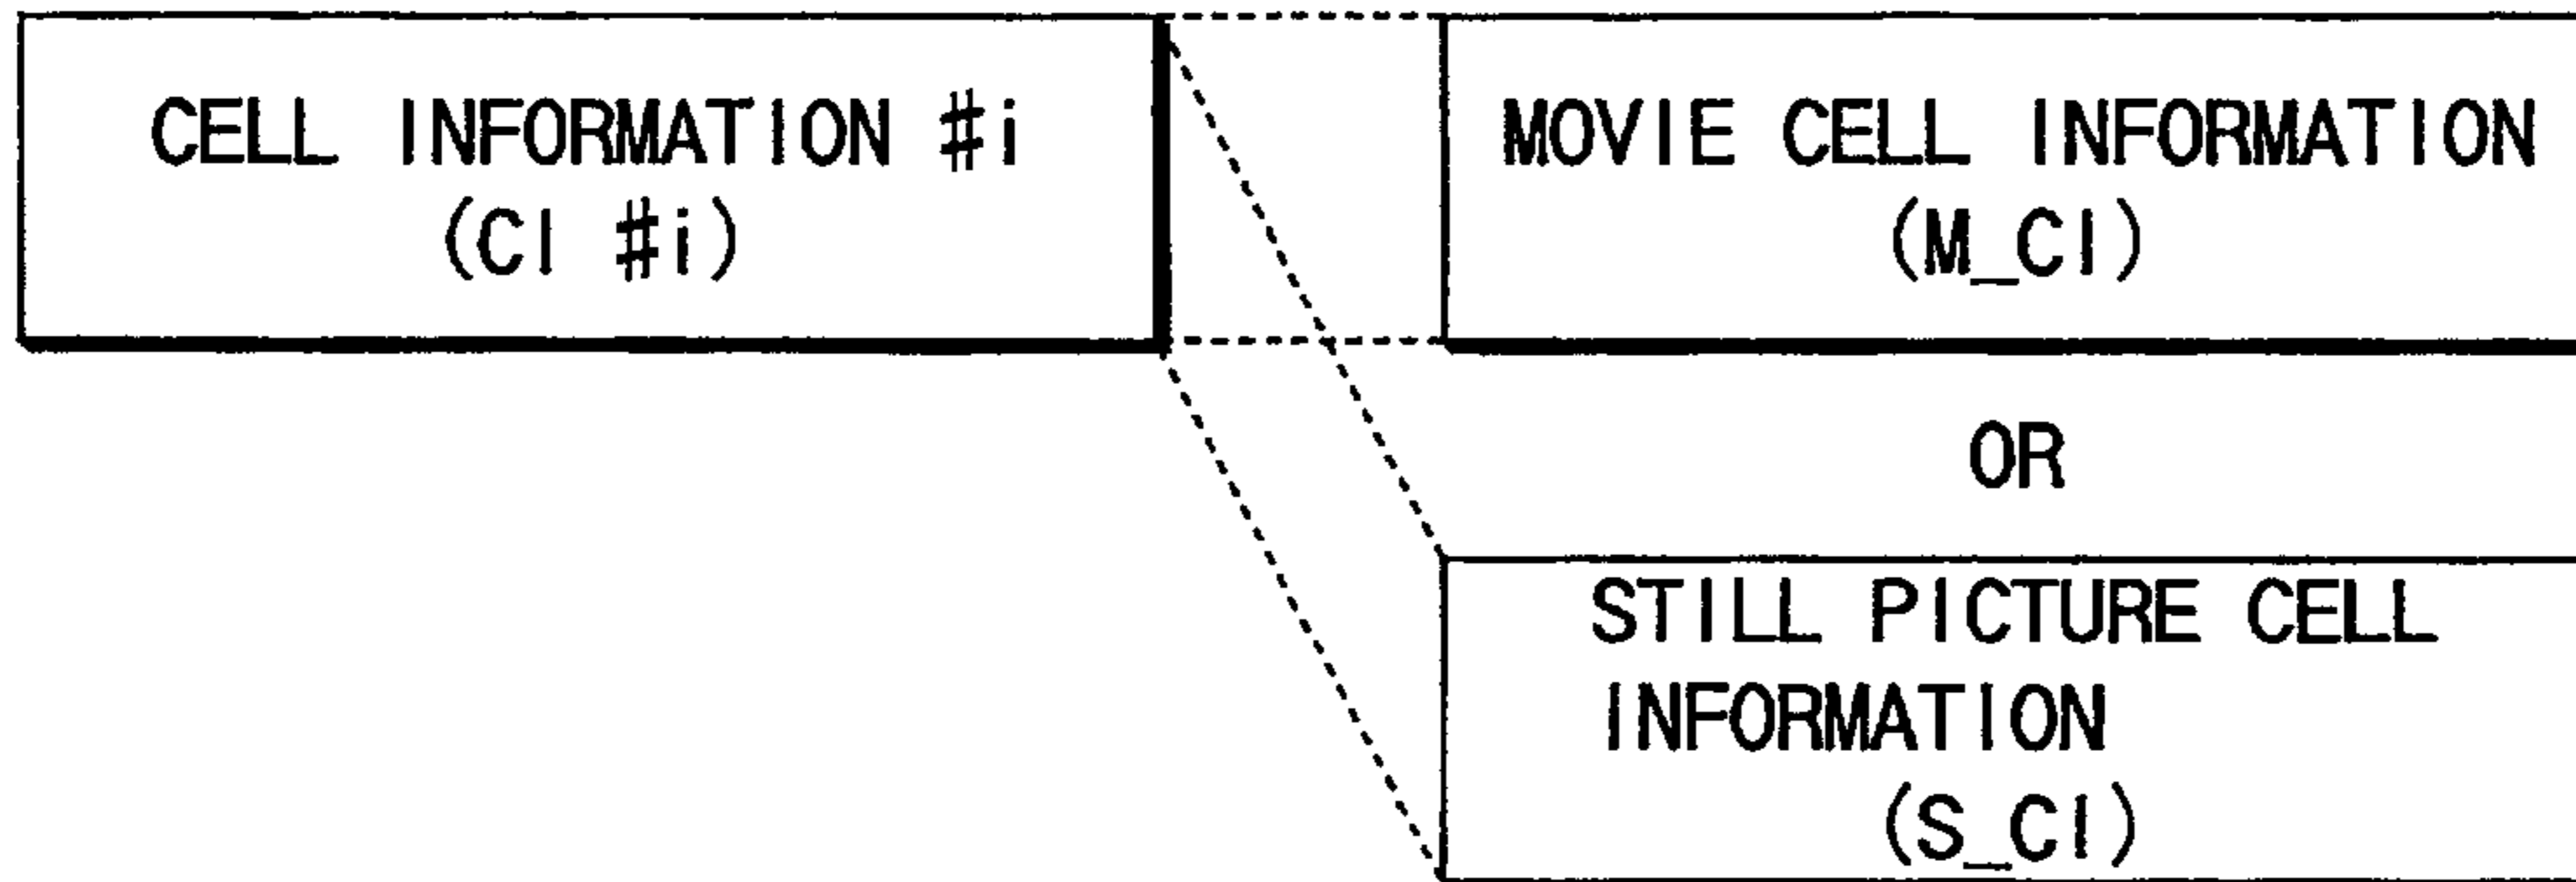 CELL INFORMATION #i
(CI #i)
MOVIE CELL INFORMATION
(M_CI)
OR
STILL PICTURE CELL
INFORMATION
(S_CI)